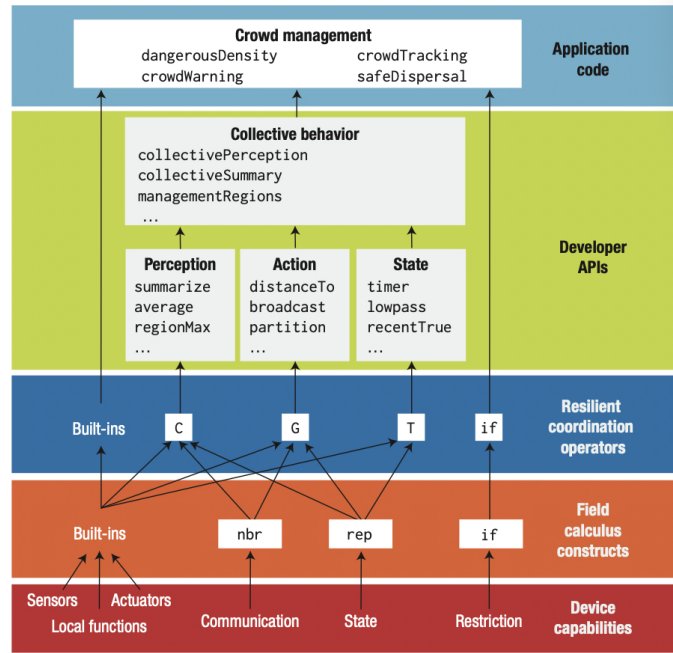 Crowd management
dangerousDensity crowdTracking
crowdWarning safeDispersal
Application
code
Collective behavior
collectivePerception
collectiveSummary
managementRegions
...
Developer
APIs
Perception
summarize
average
regionMax
...
Action
distanceTo
broadcast
partition
...
State
timer
lowpass
recentTrue
...
Built-ins C G T if
Resilient
coordination
operators
Built-ins nbr rep if
Field
calculus
constructs
Sensors Actuators
Local functions
Communication State Restriction
Device
capabilities